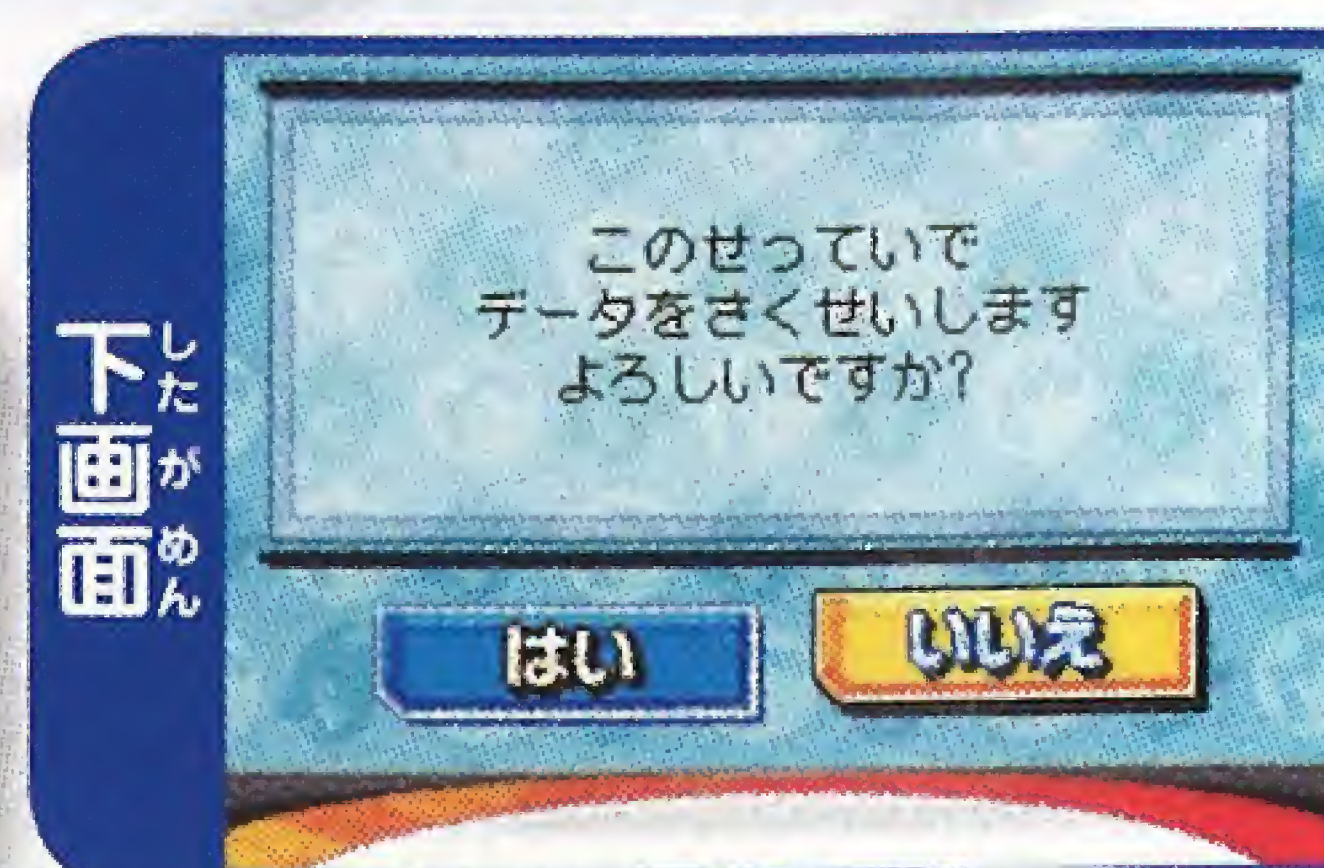 下画面
したがめん
このせっていで
データをさくせいします
よろしいですか?
はい
いいえ